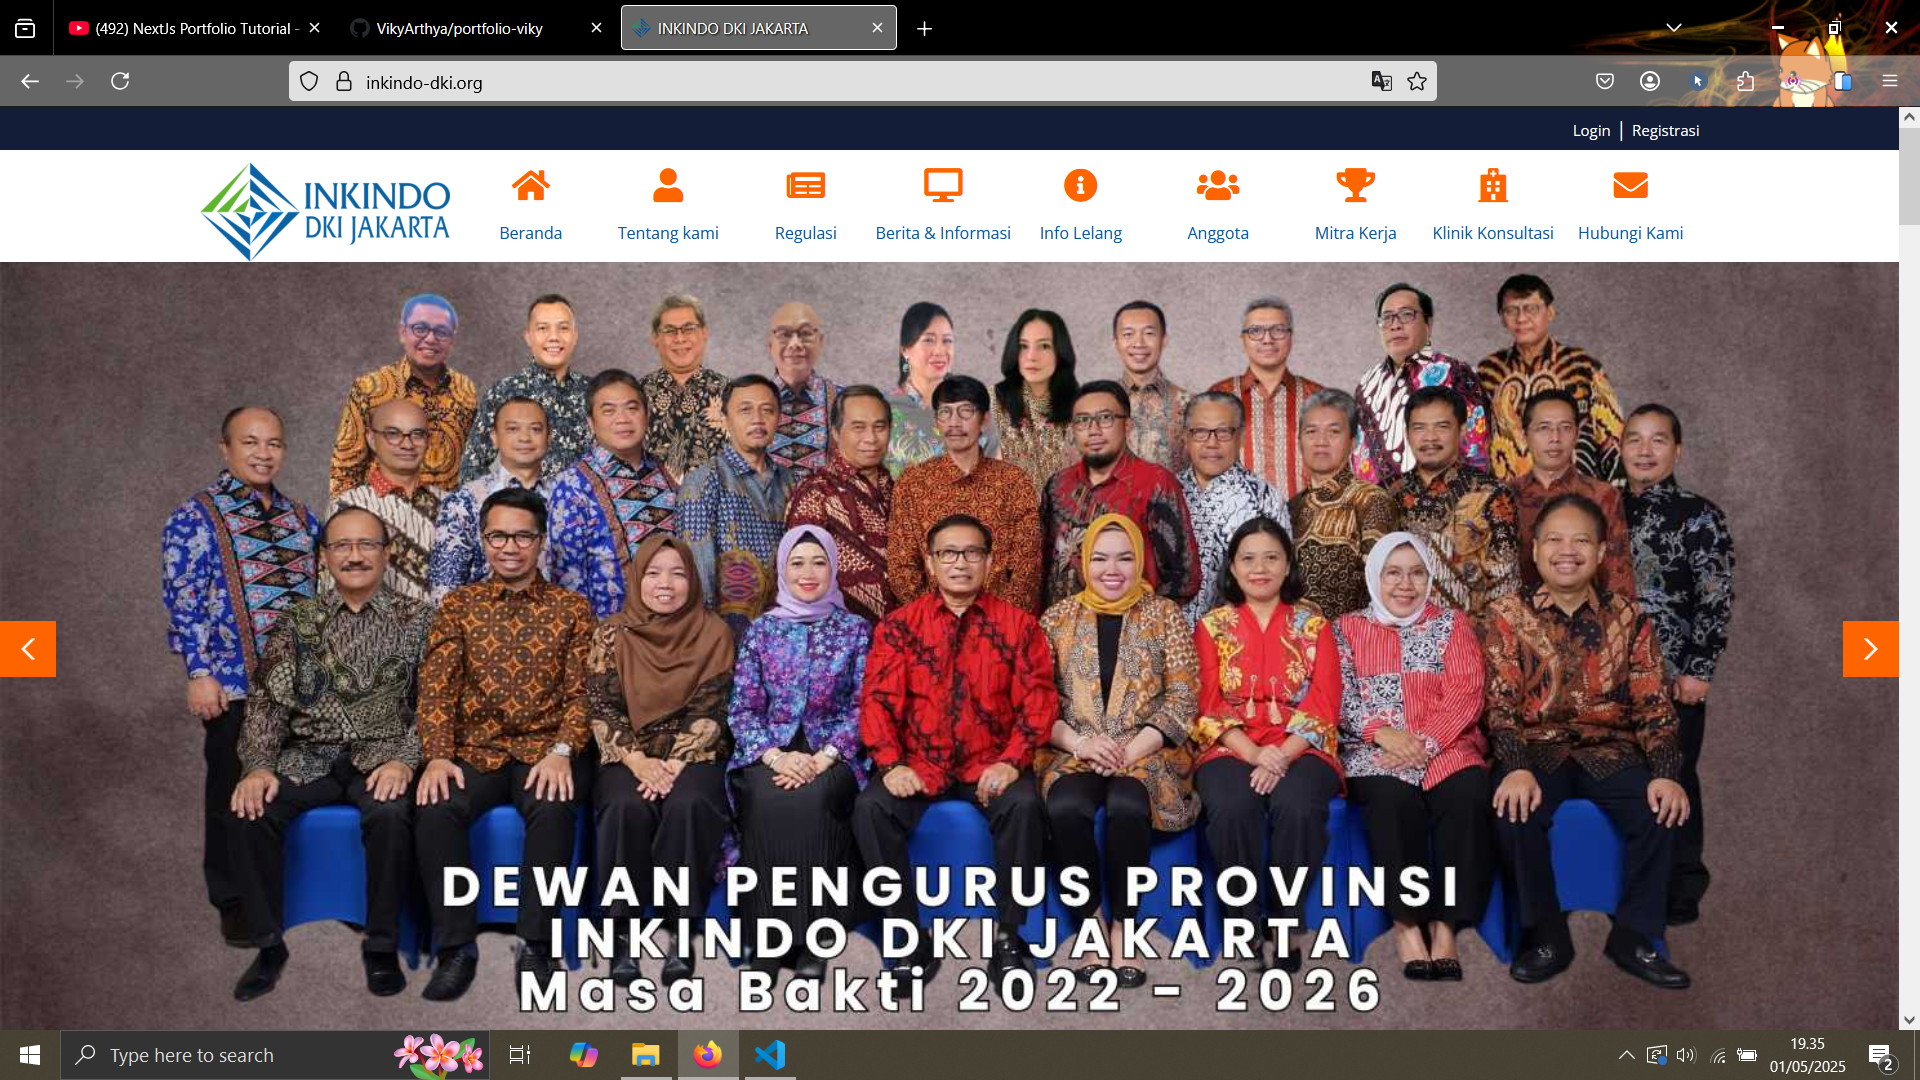 (492) NextJs Portfolio Tutorial -
VikyArthya/portfolio-viky
INKINDO DKI JAKARTA
inkindo-dki.org
Login | Registrasi
INKINDO
DKI JAKARTA
Beranda
Tentang kami
Regulasi
Berita & Informasi
Info Lelang
Anggota
Mitra Kerja
Klinik Konsultasi
Hubungi Kami
DEWAN PENGURUS PROVINSI
INKINDO DKI JAKARTA
Masa Bakti 2022 - 2026
Type here to search
19.35
01/05/2025
2